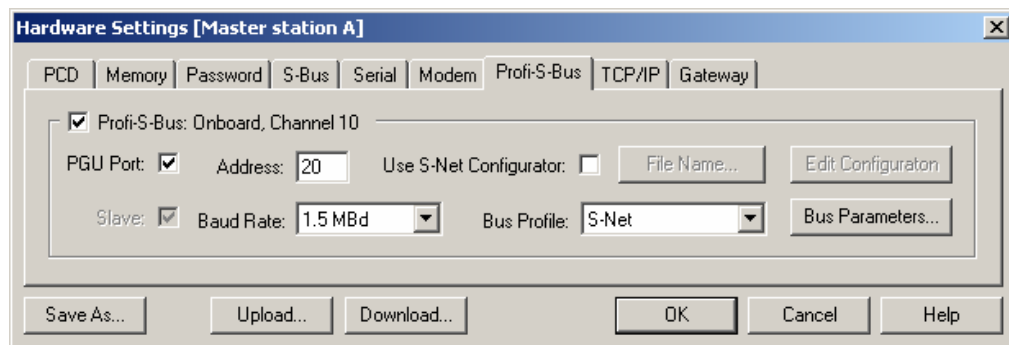 Hardware Settings [Master station A]
PCD Memory Password S-Bus Serial Modem Profi-S-Bus TCP/IP Gateway
Profi-S-Bus: Onboard, Channel 10
PGU Port: Address: 20 Use S-Net Configurator: File Name... Edit Configuraton
Slave: Baud Rate: 1.5 MBd Bus Profile: S-Net Bus Parameters...
Save As... Upload... Download... OK Cancel Help